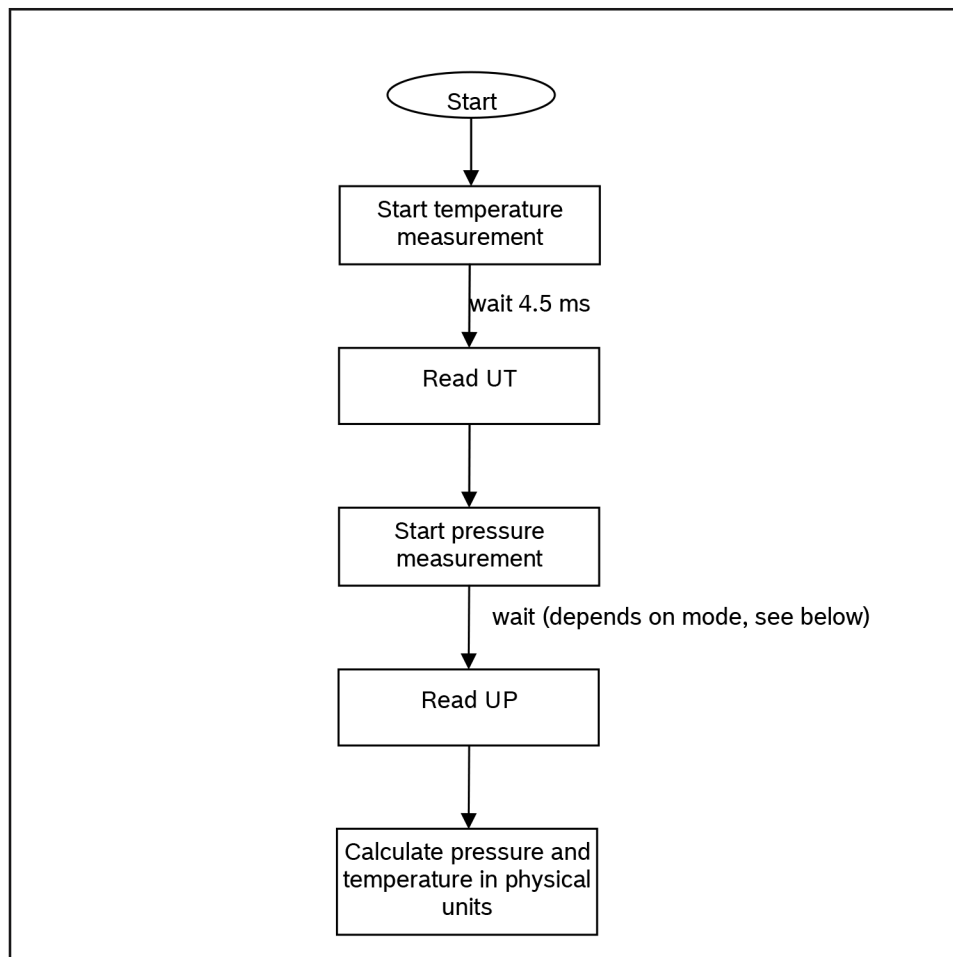 Start
Start temperature
measurement
wait 4.5 ms
Read UT
Start pressure
measurement
wait (depends on mode, see below)
Read UP
Calculate pressure and
temperature in physical
units